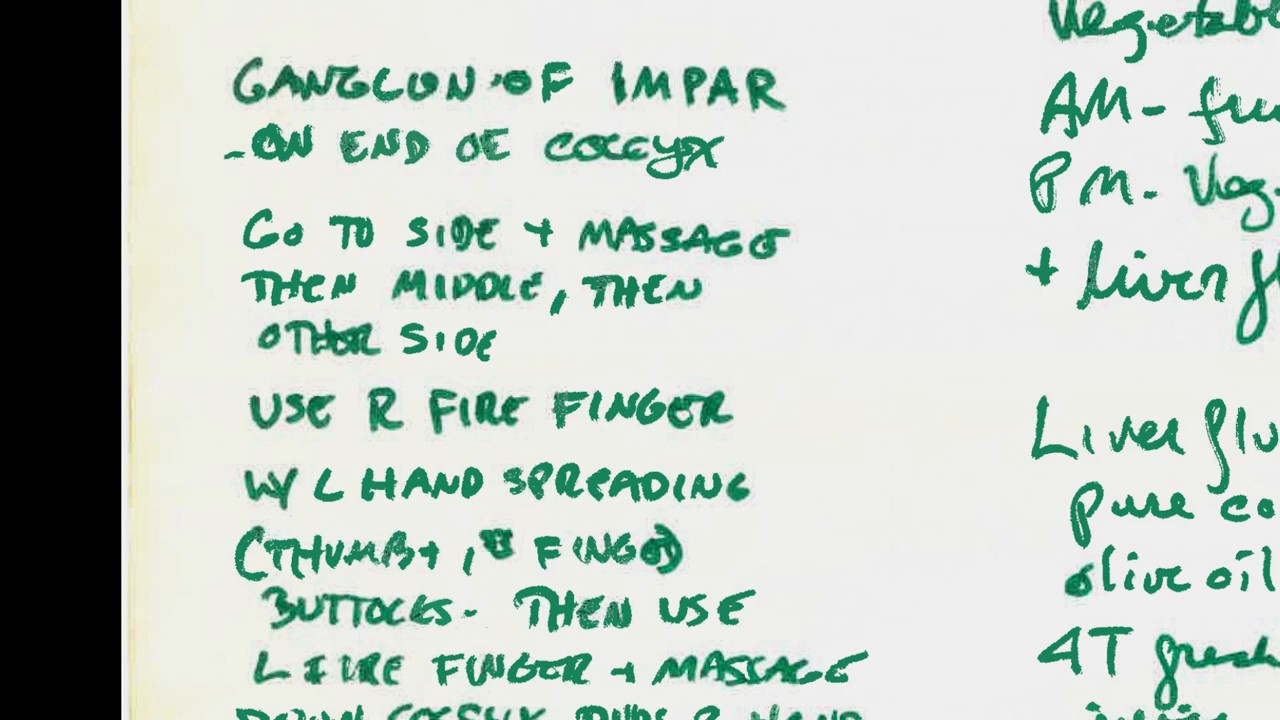 GANGLION OF IMPAR
- ON END OF COCCYX
GO TO SIDE + MASSAGE
THEN MIDDLE, THEN
OTHER SIDE
USE R FIRE FINGER
W/ L HAND SPREADING
(THUMB + 1ST FINGER)
BUTTOCKS - THEN USE
L FIRE FINGER + MASSAGE
DOWN COCCYX
AM -
PM - Veg.
+ liver
Liver flu
pure co
olive oil
4T fresh